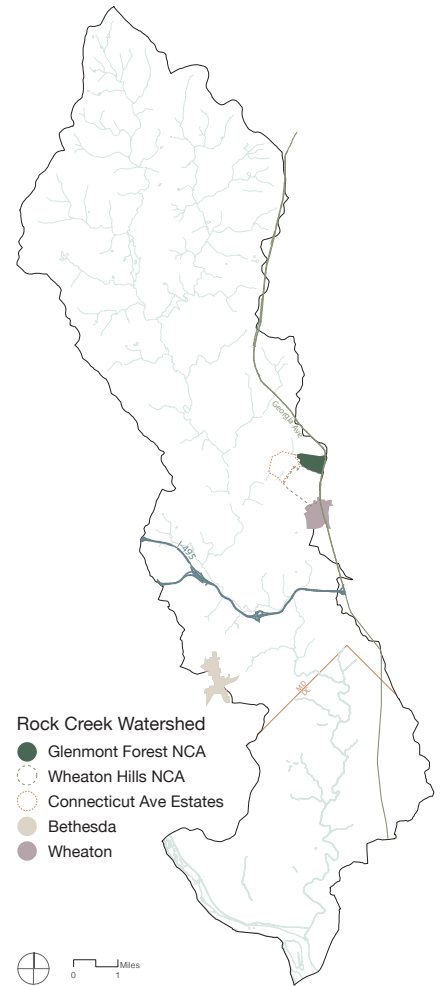 Georgia Ave
I-495
MD
DC
Rock Creek Watershed
Glenmont Forest NCA
Wheaton Hills NCA
Connecticut Ave Estates
Bethesda
Wheaton
Miles
0 1